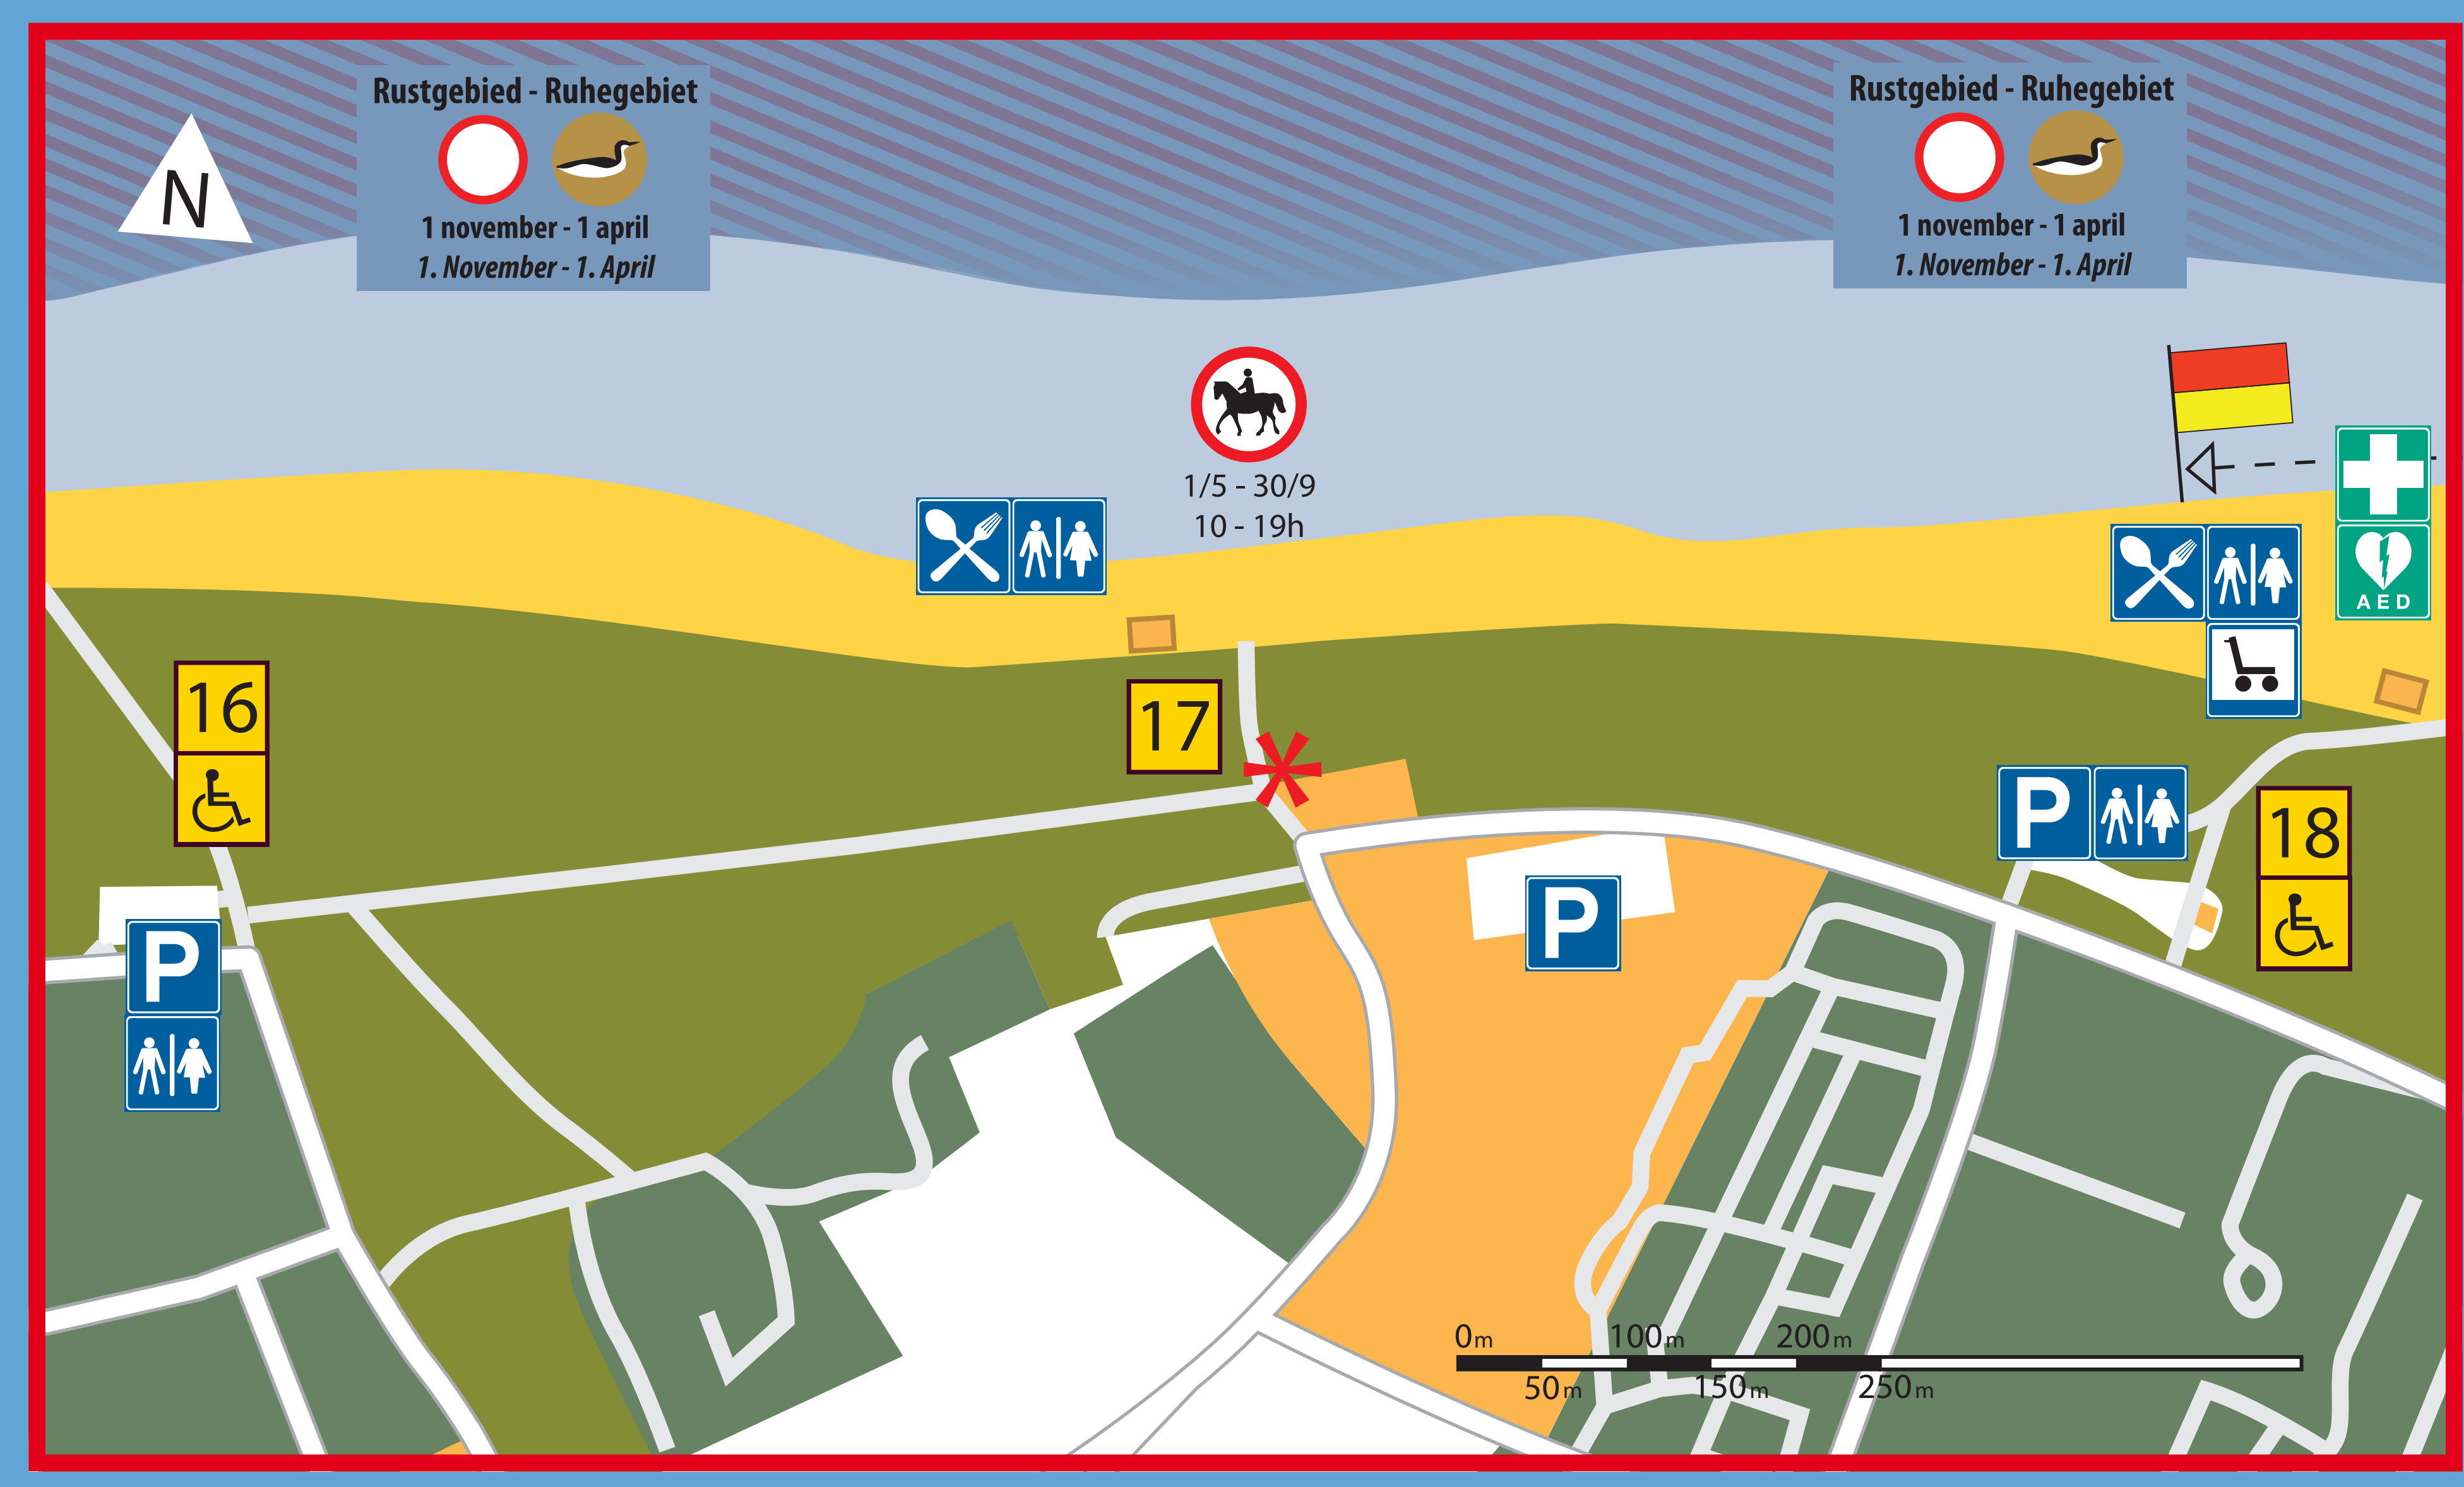 Rustgebied - Ruhegebiet
1 november - 1 april
1. November - 1. April
Rustgebied - Ruhegebiet
1 november - 1 april
1. November - 1. April
N
1/5 - 30/9
10 - 19h
AED
16
17
P
18
P
P
0m 100m 200m
50m 150m 250m